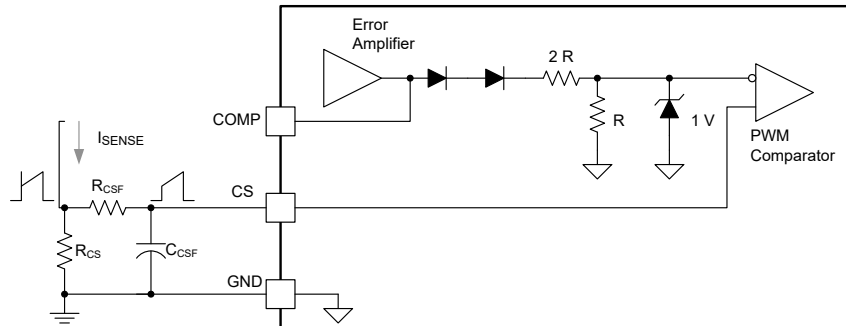 Error
Amplifier
2 R
COMP
R
1 V
PWM
Comparator
ISENSE
RCSF
CS
RCS
CCSF
GND